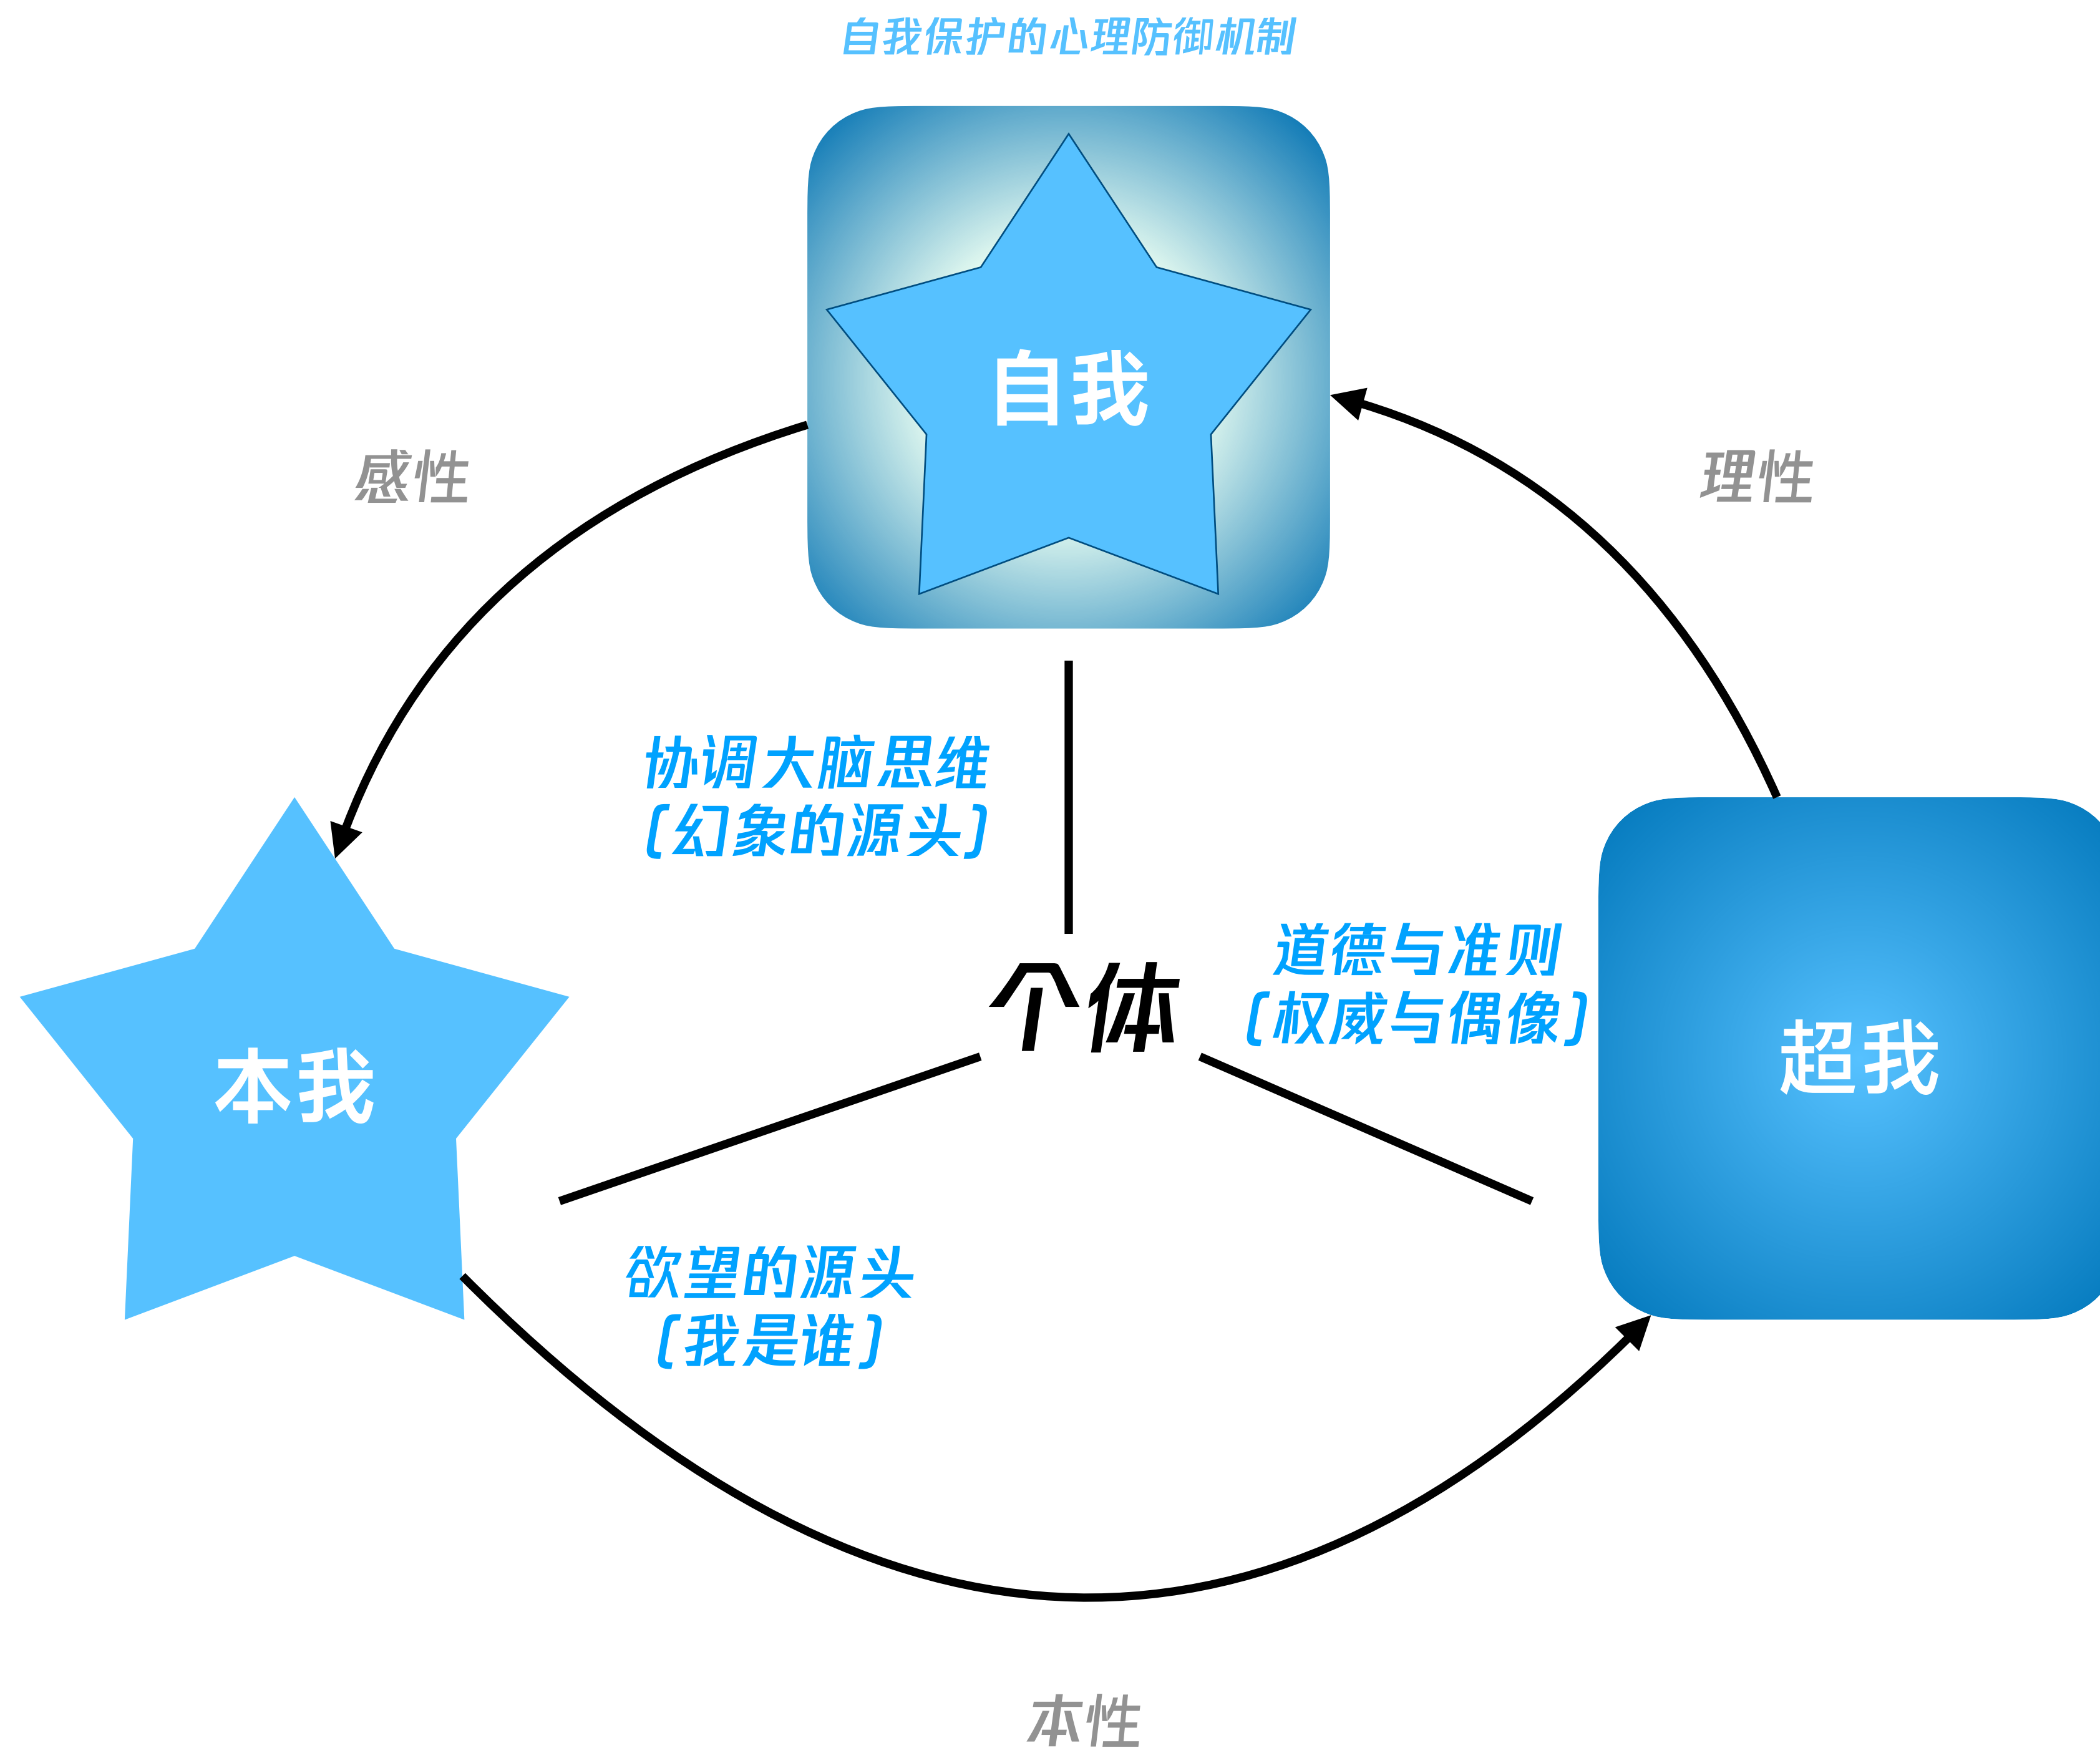 自我保护的心理防御机制
自我
感性
理性
协调大脑思维
（幻象的源头）
道德与准则
（权威与偶像）
个体
本我
超我
欲望的源头
（我是谁）
本性